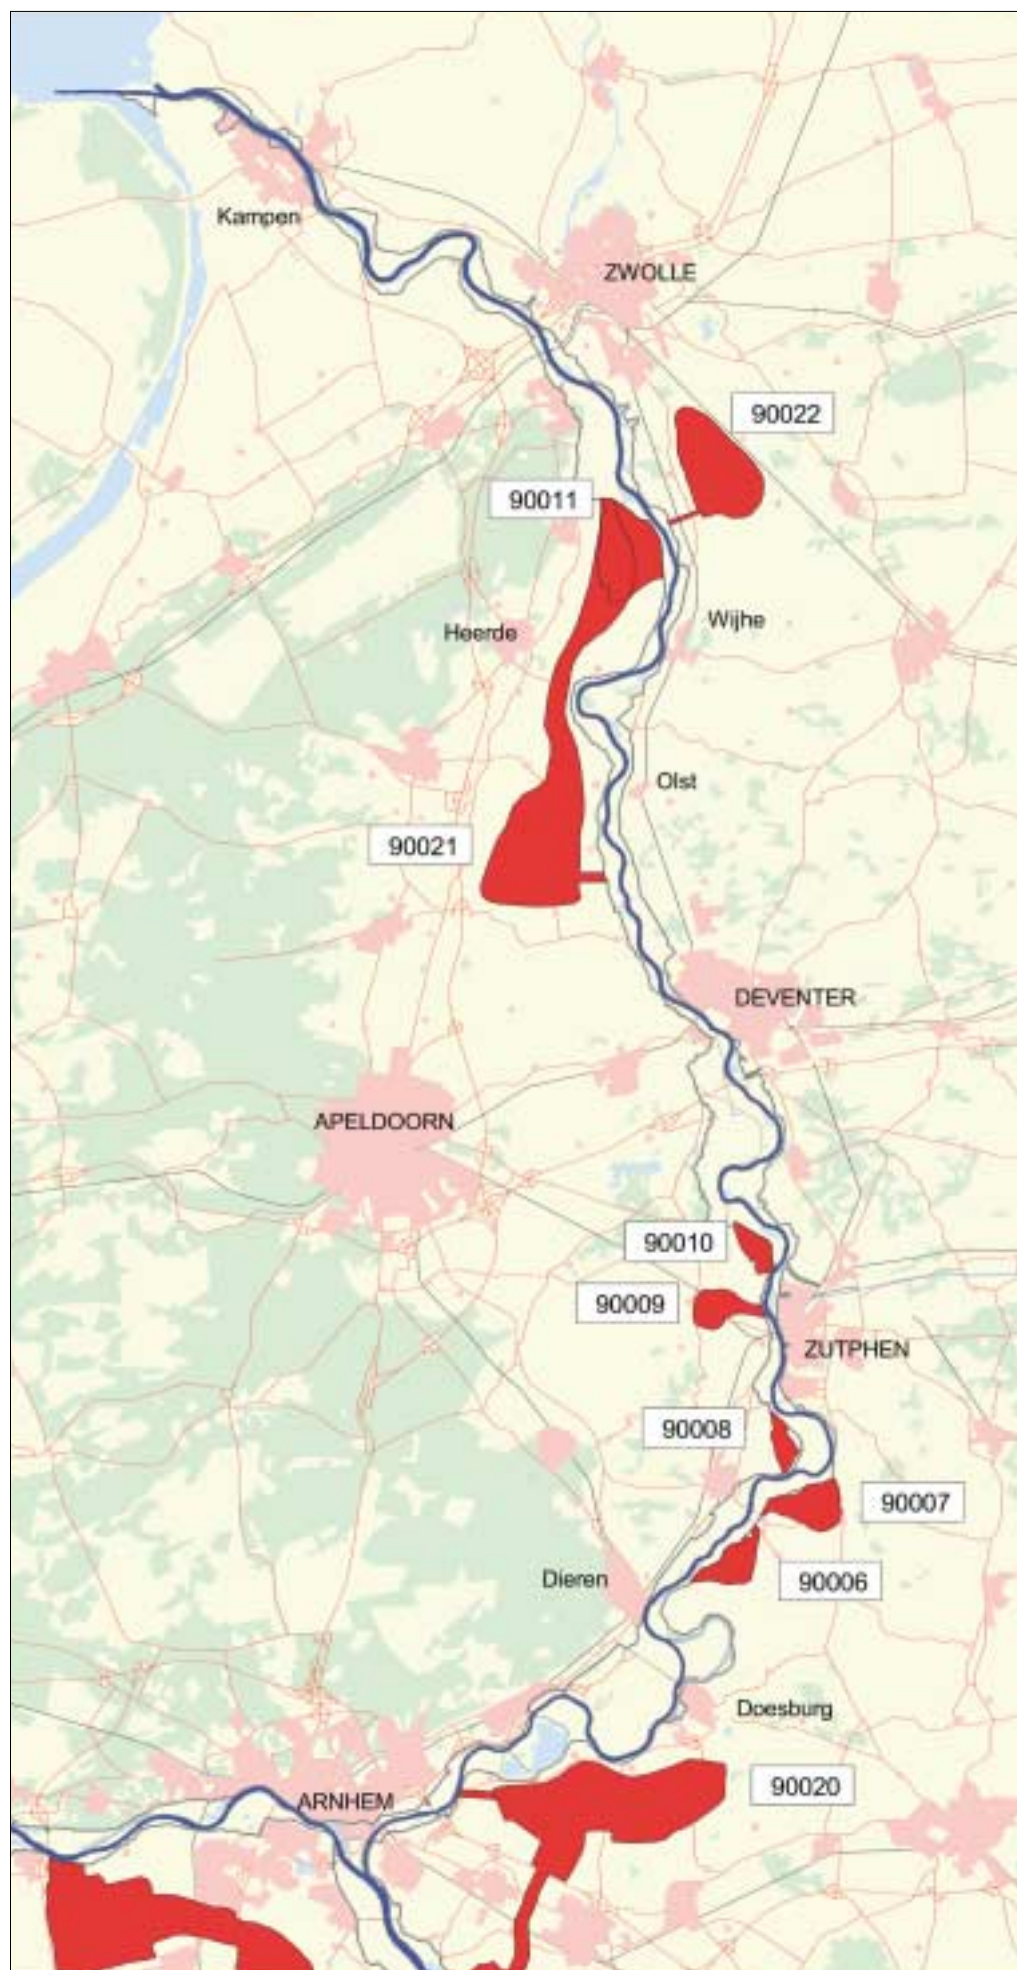 Kampen
ZWOLLE
90022
90011
Wijhe
Heerde
Olst
90021
DEVENTER
APELDOORN
90010
90009
ZUTPHEN
90008
90007
Dieren
90006
Doesburg
90020
ARNHEM